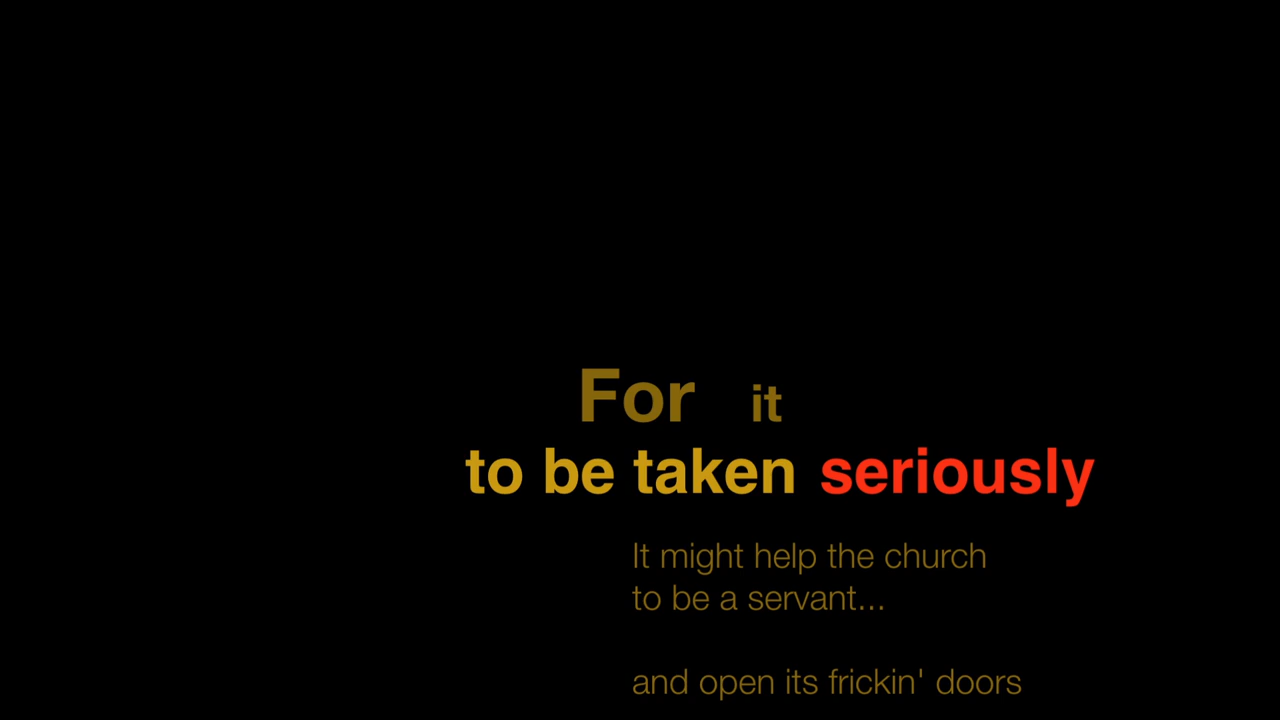 For it
to be taken seriously
It might help the church
to be a servant...
and open its frickin' doors